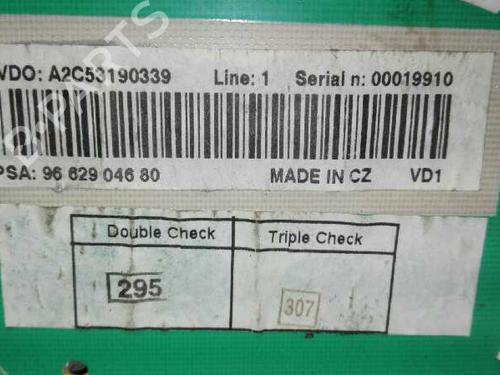 VDO: A2C53190339 Line: 1 Serial n: 00019910
PSA: 96 629 046 80 MADE IN CZ VD1
Double Check Triple Check
295 307
B-PARTS